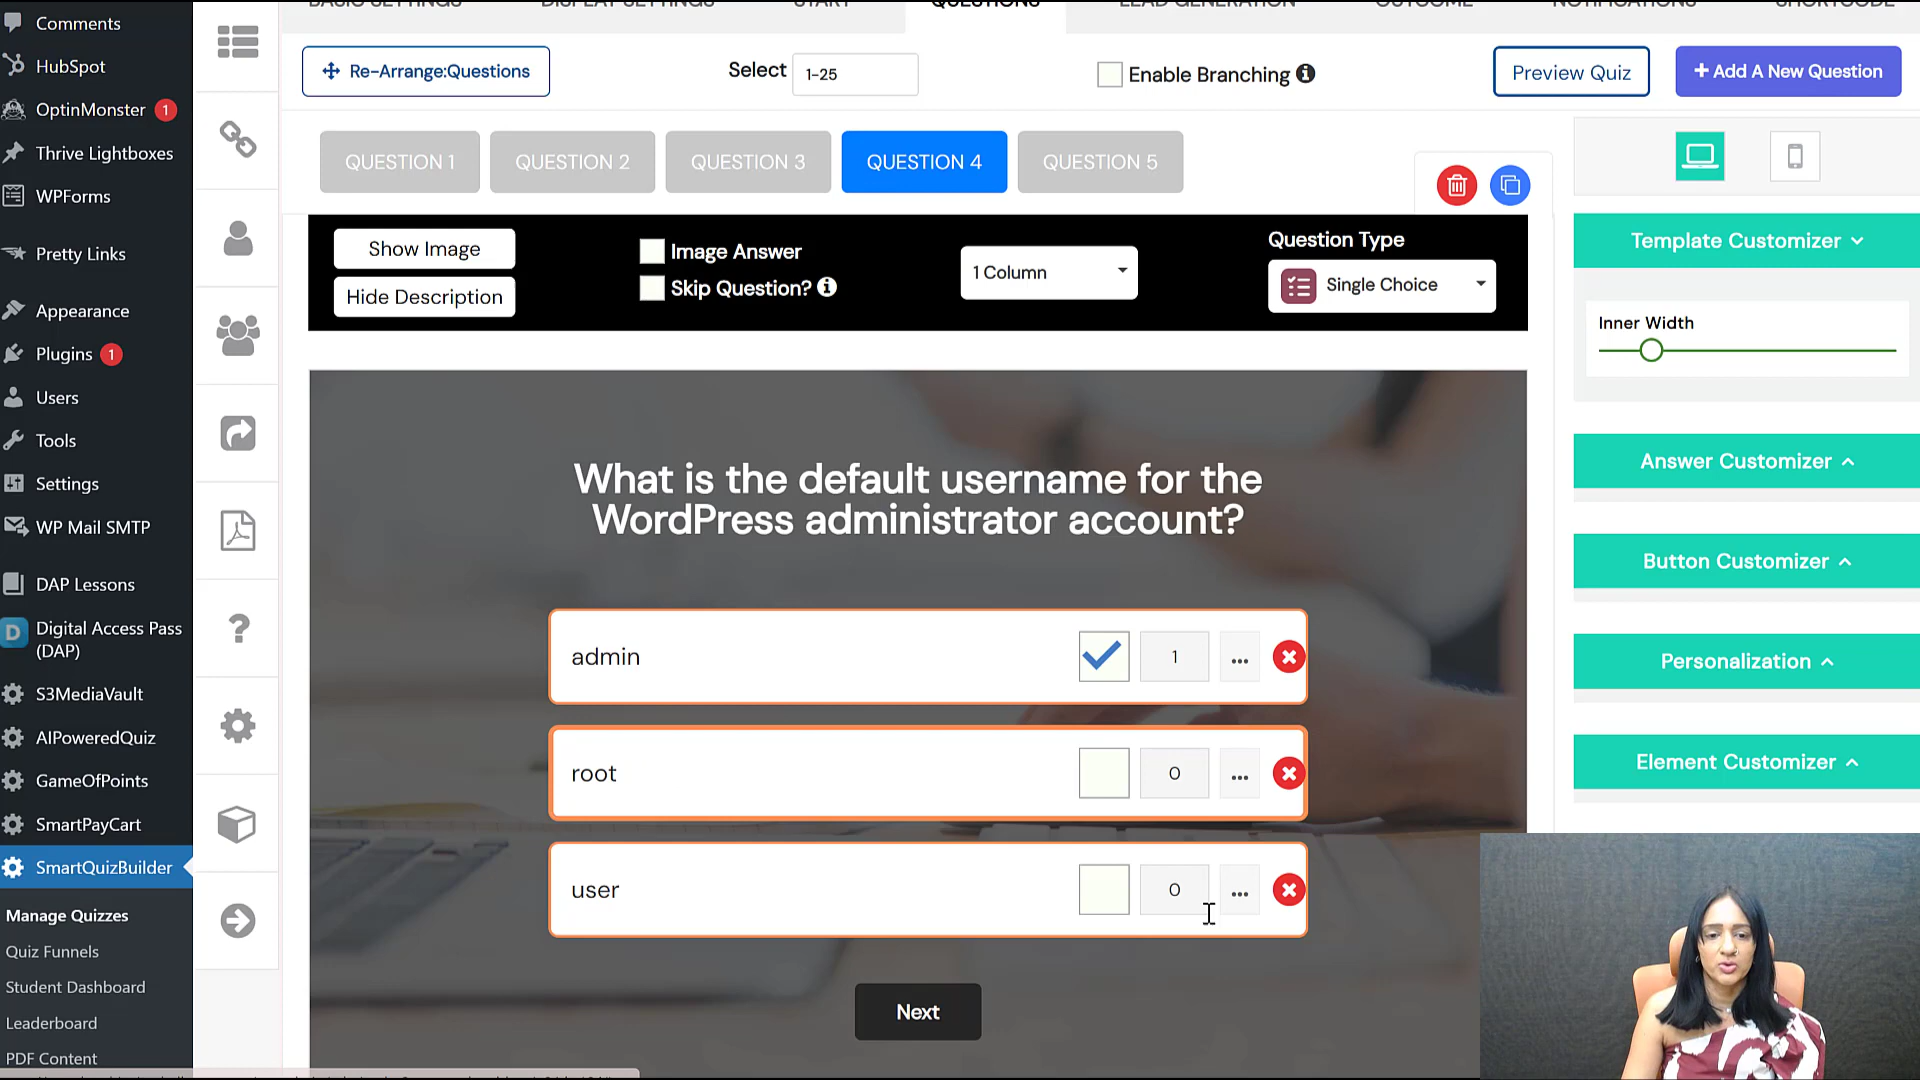 BASIC SETTINGS
DISPLAY SETTINGS
START
QUESTIONS
LEAD GENERATION
OUTCOME
NOTIFICATIONS
SHORTCODE
Comments
HubSpot
OptinMonster 1
Thrive Lightboxes
WPForms
Pretty Links
Appearance
Plugins 1
Users
Tools
Settings
WP Mail SMTP
DAP Lessons
D Digital Access Pass
(DAP)
S3MediaVault
AIPoweredQuiz
GameOfPoints
SmartPayCart
SmartQuizBuilder
Manage Quizzes
Quiz Funnels
Student Dashboard
Leaderboard
PDF Content
Re-Arrange:Questions
Select 1-25
Enable Branching
Preview Quiz
+ Add A New Question
QUESTION 1
QUESTION 2
QUESTION 3
QUESTION 4
QUESTION 5
Show Image
Hide Description
Image Answer
Skip Question?
1 Column
Question Type
Single Choice
What is the default username for the
WordPress administrator account?
admin 1 ...
root 0 ...
user 0 ...
Next
Template Customizer
Inner Width
Answer Customizer
Button Customizer
Personalization
Element Customizer